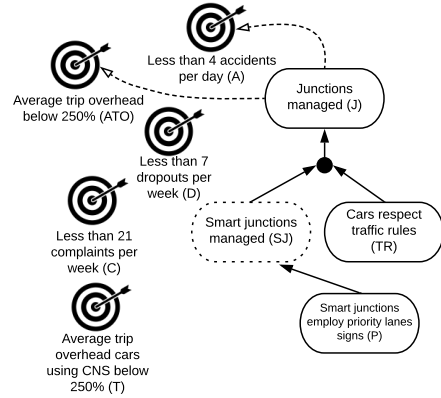 Less than 4 accidents
per day (A)
Junctions
managed (J)
Average trip overhead
below 250% (ATO)
Less than 7
dropouts per
week (D)
Smart junctions
managed (SJ)
Cars respect
traffic rules
(TR)
Less than 21
complaints per
week (C)
Smart junctions
employ priority lanes
signs (P)
Average trip
overhead cars
using CNS below
250% (T)